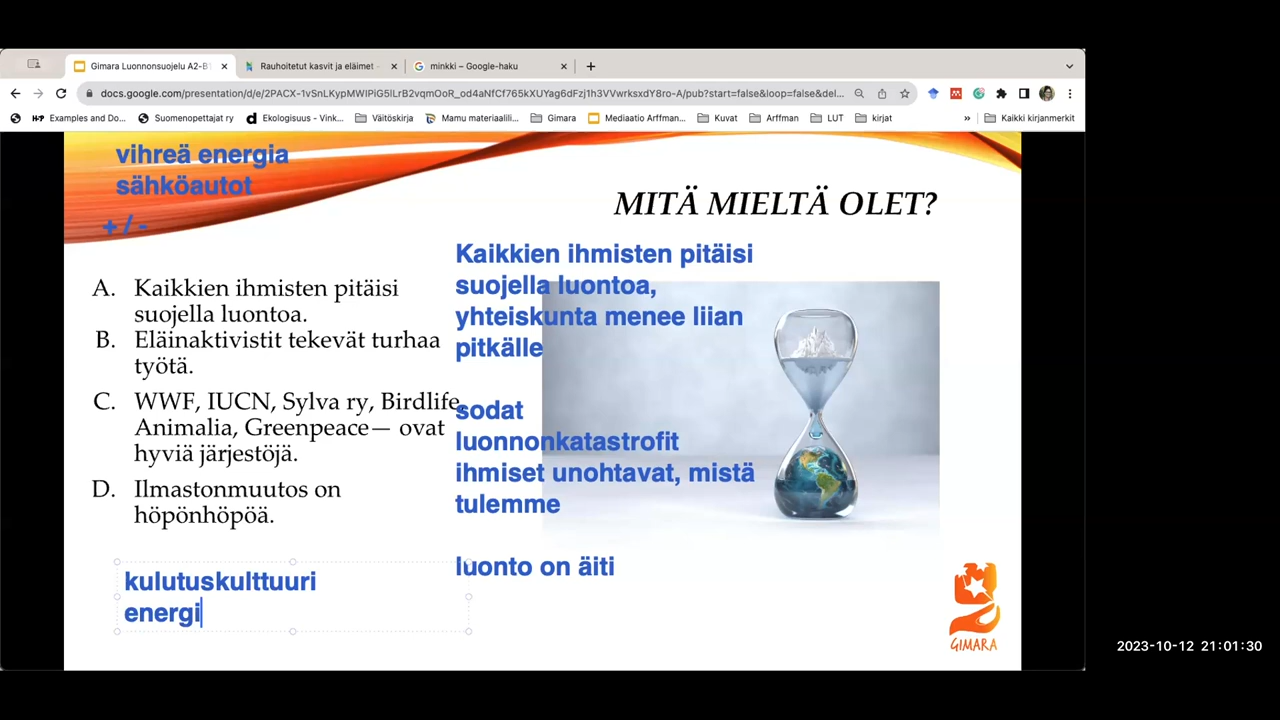 Gimara Luonnonsuojelu A2-B1
Rauhoitetut kasvit ja eläimet
minkki – Google-haku
docs.google.com/presentation/d/e/2PACX-1vSnLKypMWIPiG5lLrB2vqmOoR_od4aNfCf765kXUYag6dFzj1h3VVwrksxdY8ro-A/pub?start=false&loop=false&del...
Examples and Do...
Suomenopettajat ry
Ekologisuus - Vink...
Väitöskirja
Mamu materiaalili...
Gimara
Mediaatio Arffman...
Kuvat
Arffman
LUT
kirjat
»
Kaikki kirjanmerkit
vihreä energia
sähköautot
+ / -
MITÄ MIELTÄ OLET?
A. Kaikkien ihmisten pitäisi
suojella luontoa.
B. Eläinaktivistit tekevät turhaa
työtä.
C. WWF, IUCN, Sylva ry, Birdlife,
Animalia, Greenpeace— ovat
hyviä järjestöjä.
D. Ilmastonmuutos on
höpönhöpöä.
Kaikkien ihmisten pitäisi
suojella luontoa,
yhteiskunta menee liian
pitkälle
sodat
luonnonkatastrofit
ihmiset unohtavat, mistä
tulemme
luonto on äiti
kulutuskulttuuri
energi
GIMARA
2023-10-12 21:01:30